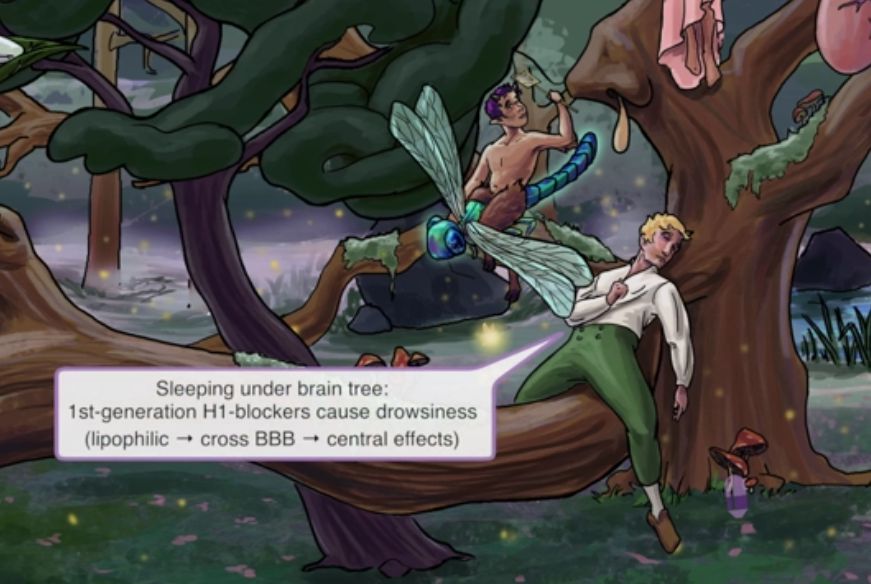 Sleeping under brain tree:
1st-generation H1-blockers cause drowsiness
(lipophilic → cross BBB → central effects)